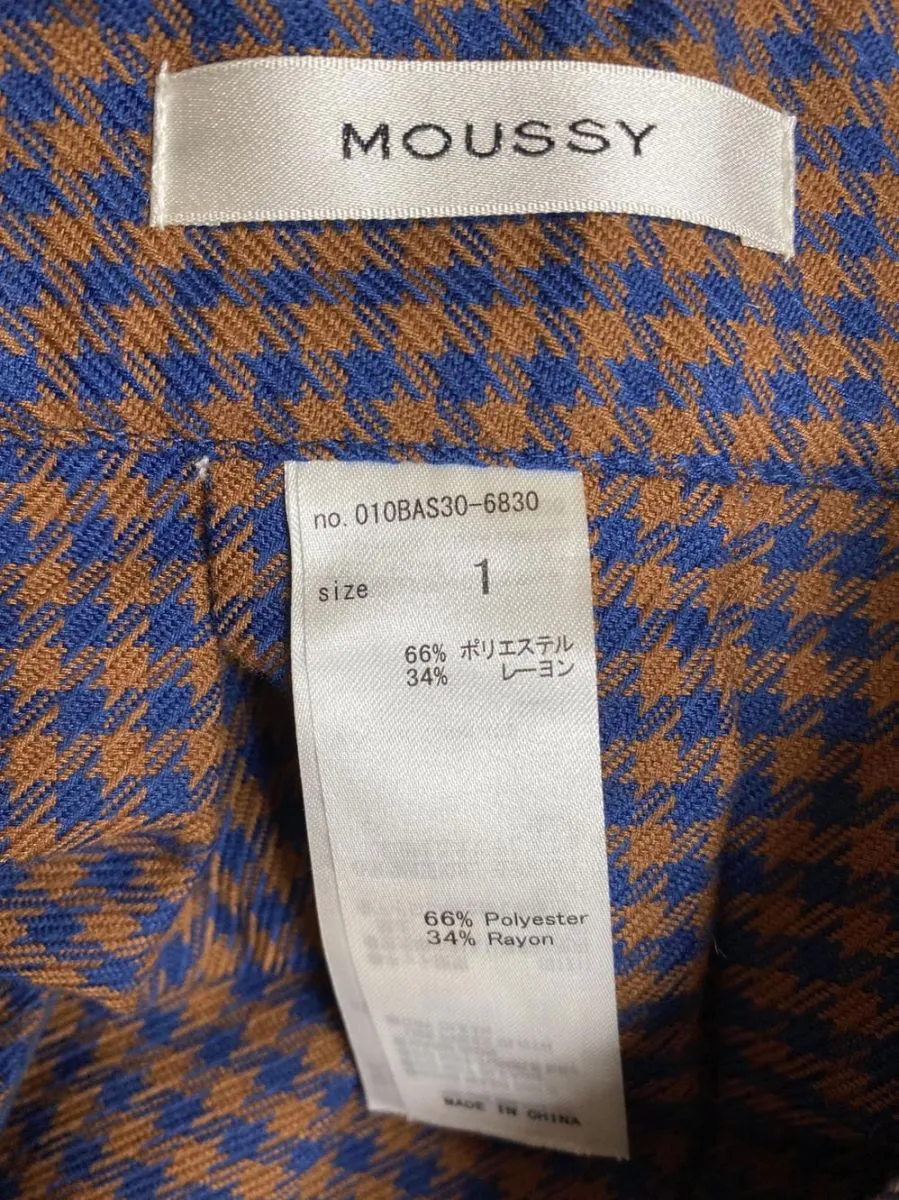 MOUSSY
no. 010BAS30-6830
size 1
66% ポリエステル
34% レーヨン
66% Polyester
34% Rayon
MADE IN CHINA